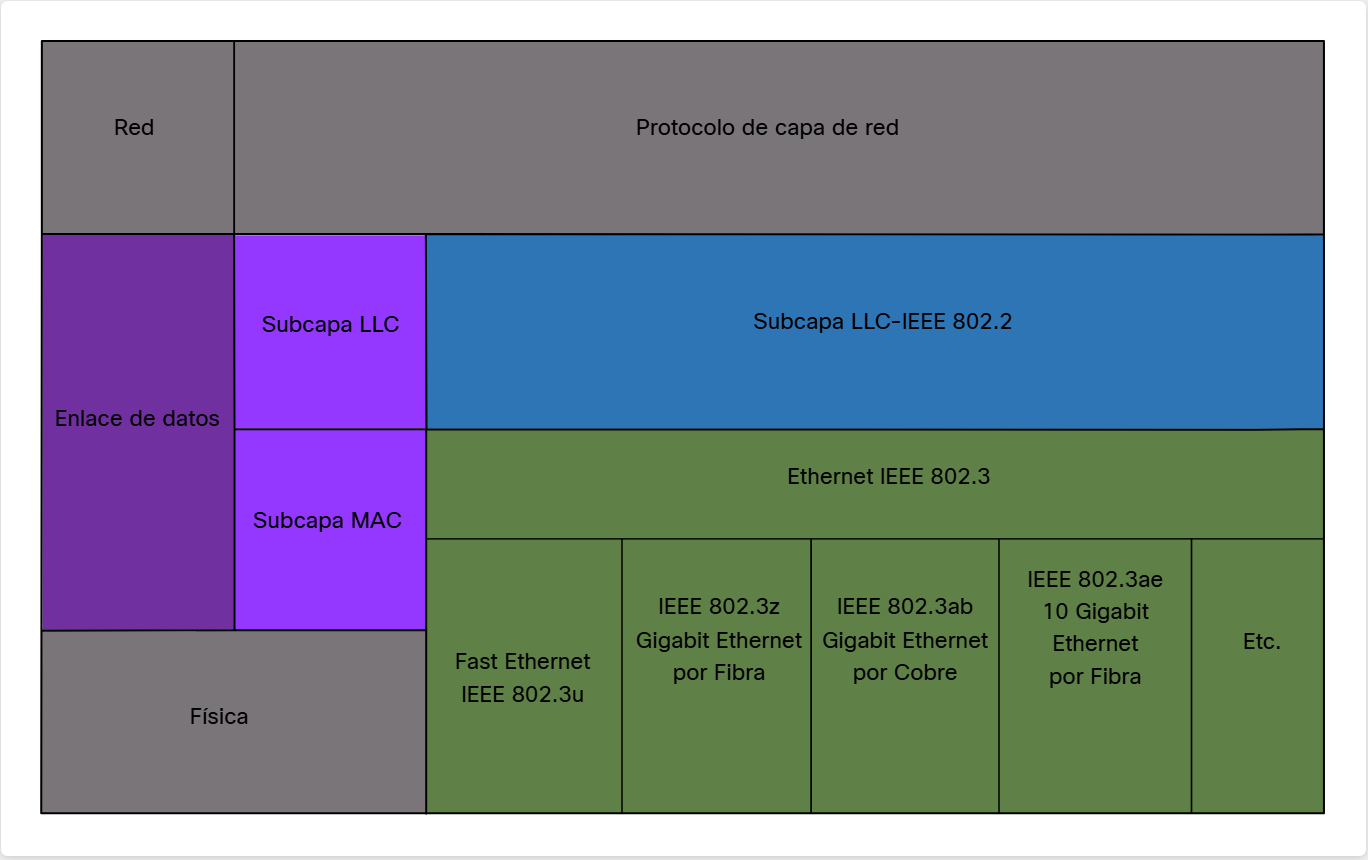 Red
Protocolo de capa de red
Enlace de datos
Subcapa LLC
Subcapa LLC-IEEE 802.2
Subcapa MAC
Ethernet IEEE 802.3
Física
Fast Ethernet
IEEE 802.3u
IEEE 802.3z
Gigabit Ethernet
por Fibra
IEEE 802.3ab
Gigabit Ethernet
por Cobre
IEEE 802.3ae
10 Gigabit
Ethernet
por Fibra
Etc.